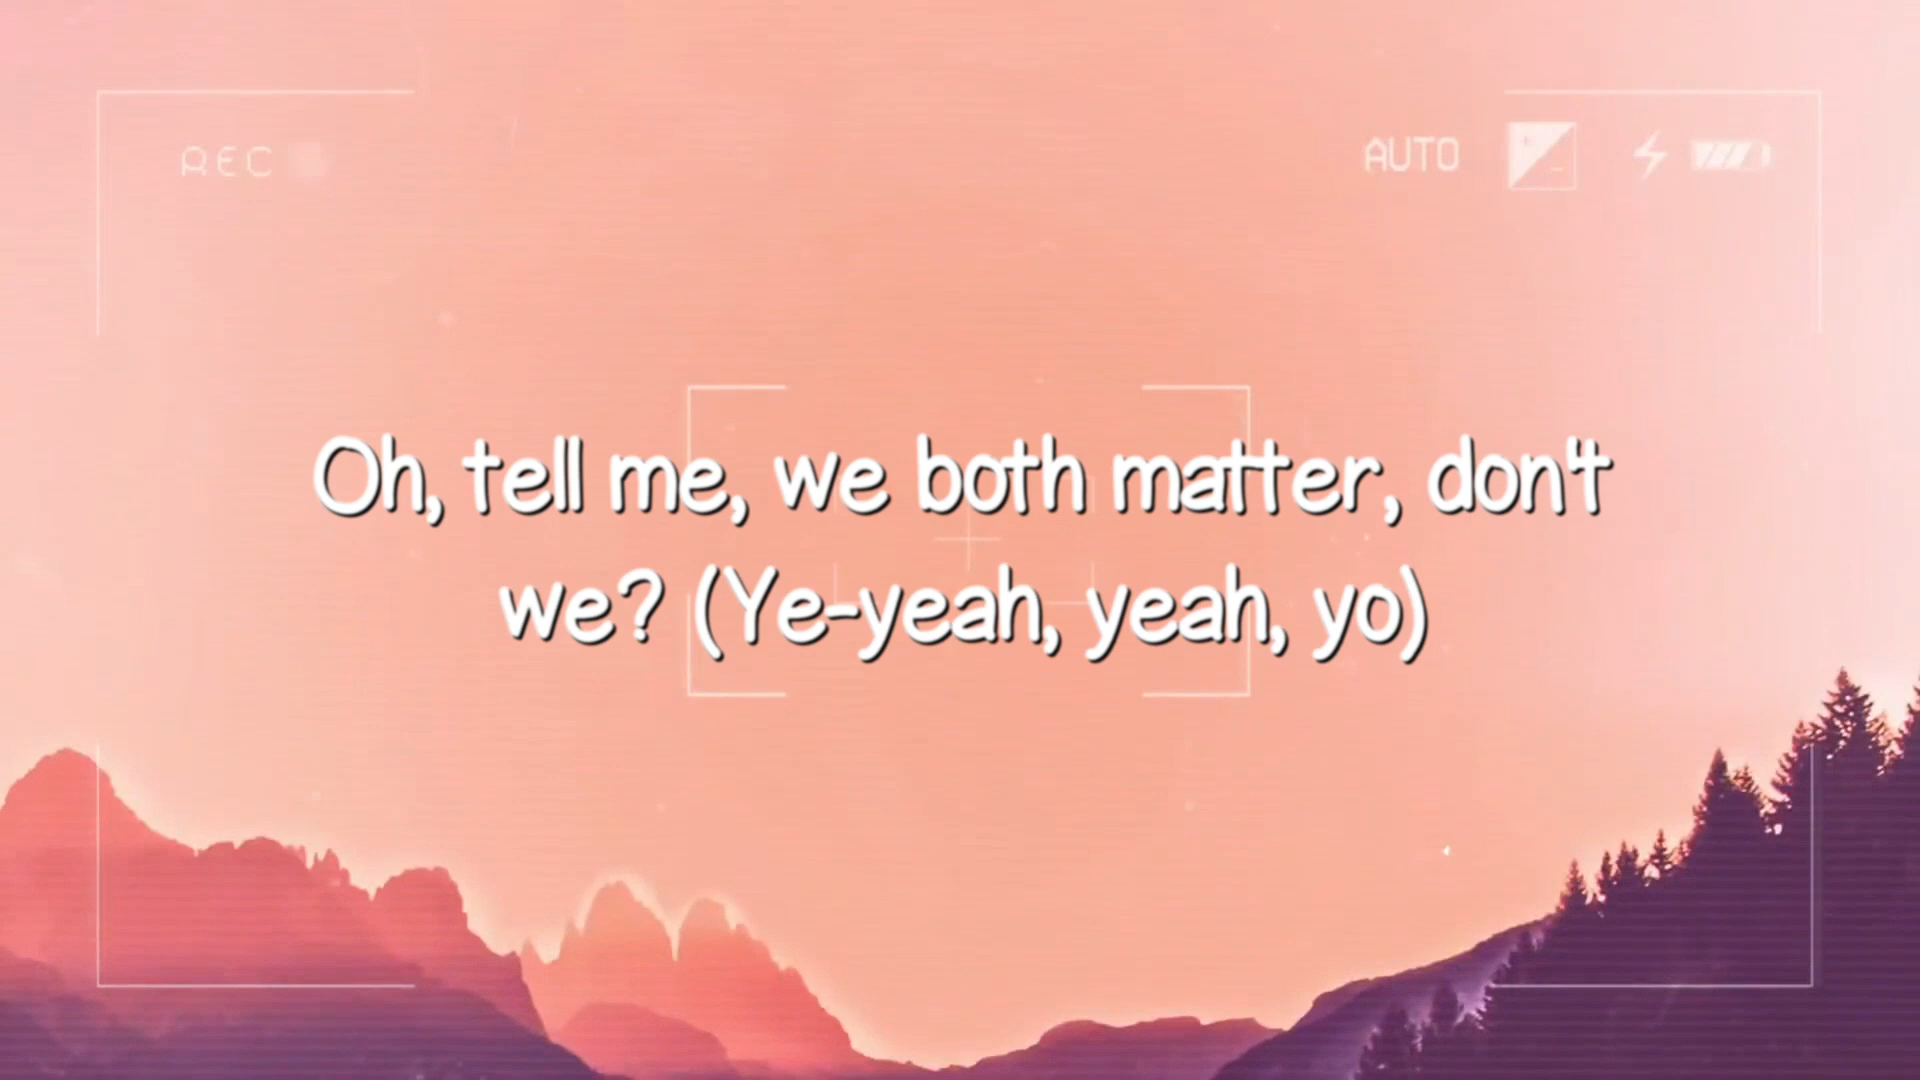 REC
AUTO
Oh, tell me, we both matter, don't
we? (Ye-yeah, yeah, yo)